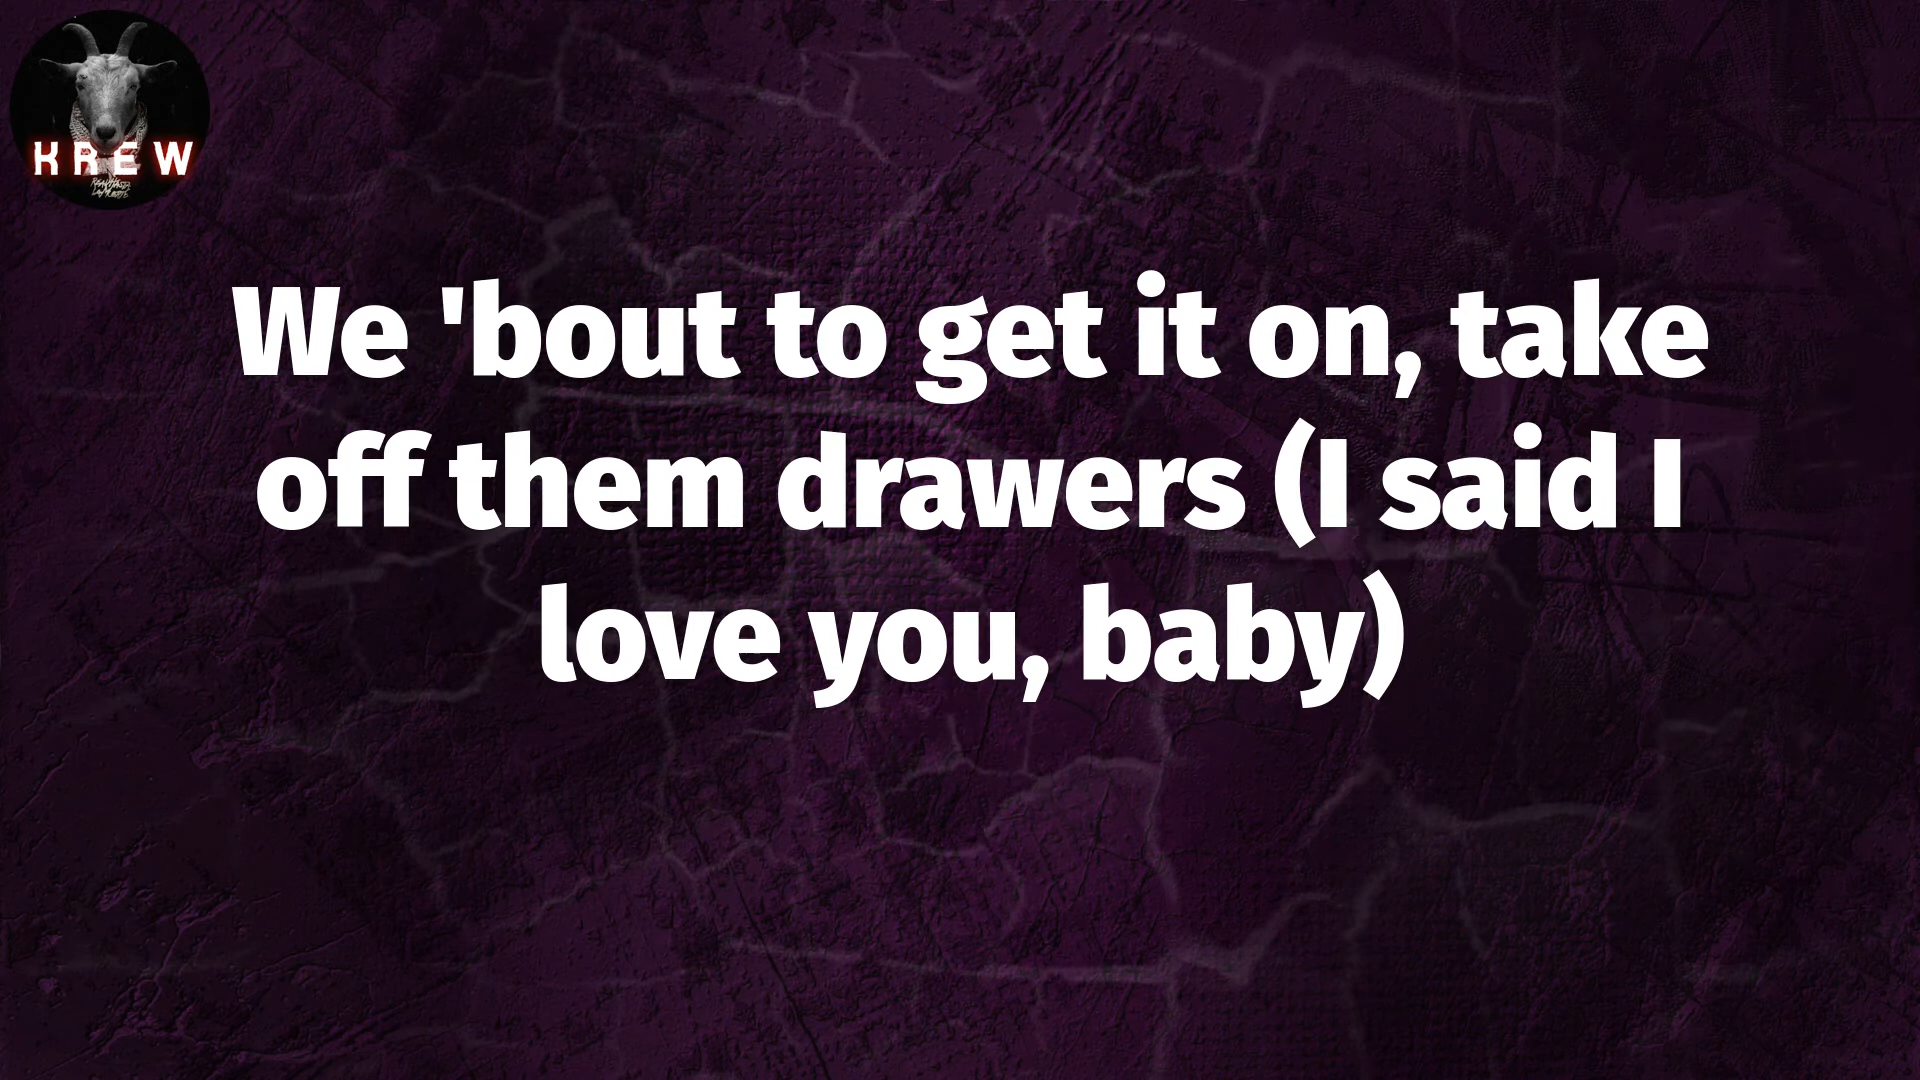 KREW
We 'bout to get it on, take
off them drawers (I said I
love you, baby)